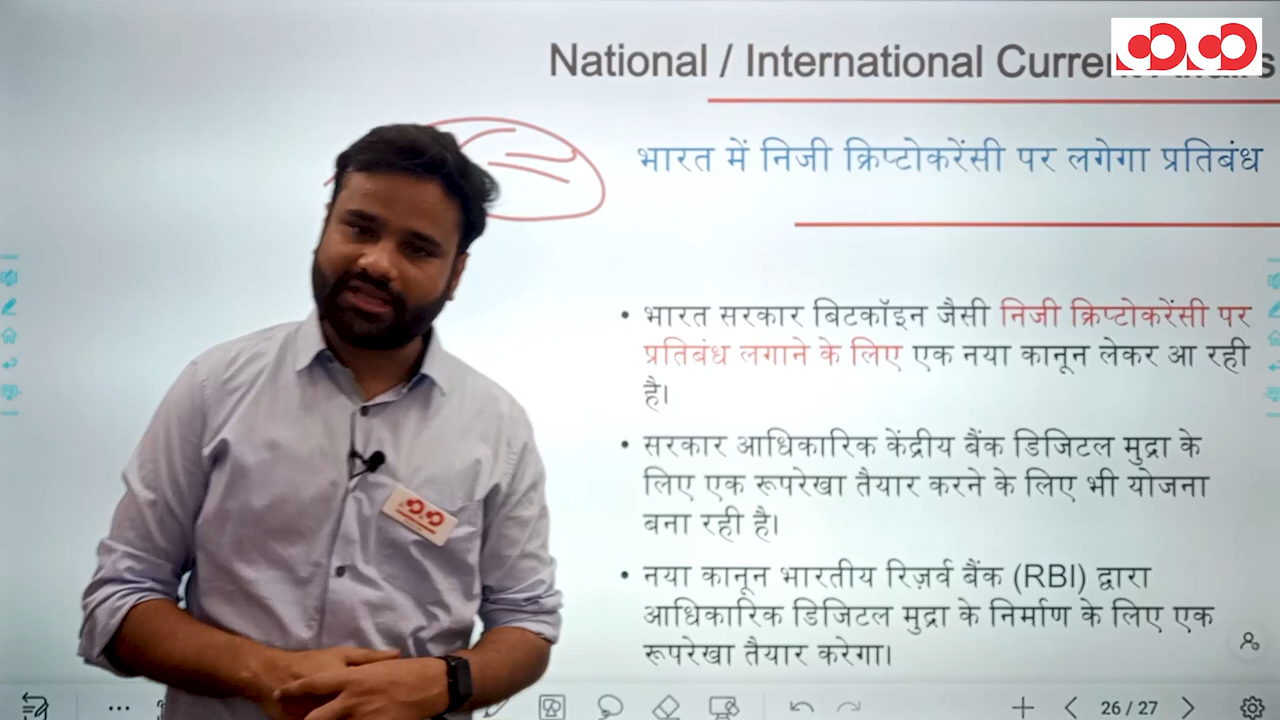 National / International Current Affairs
भारत में निजी क्रिप्टोकरेंसी पर लगेगा प्रतिबंध
• भारत सरकार बिटकॉइन जैसी निजी क्रिप्टोकरेंसी पर
प्रतिबंध लगाने के लिए एक नया कानून लेकर आ रही
है।
• सरकार आधिकारिक केंद्रीय बैंक डिजिटल मुद्रा के
लिए एक रूपरेखा तैयार करने के लिए भी योजना
बना रही है।
• नया कानून भारतीय रिज़र्व बैंक (RBI) द्वारा
आधिकारिक डिजिटल मुद्रा के निर्माण के लिए एक
रूपरेखा तैयार करेगा।
26 / 27